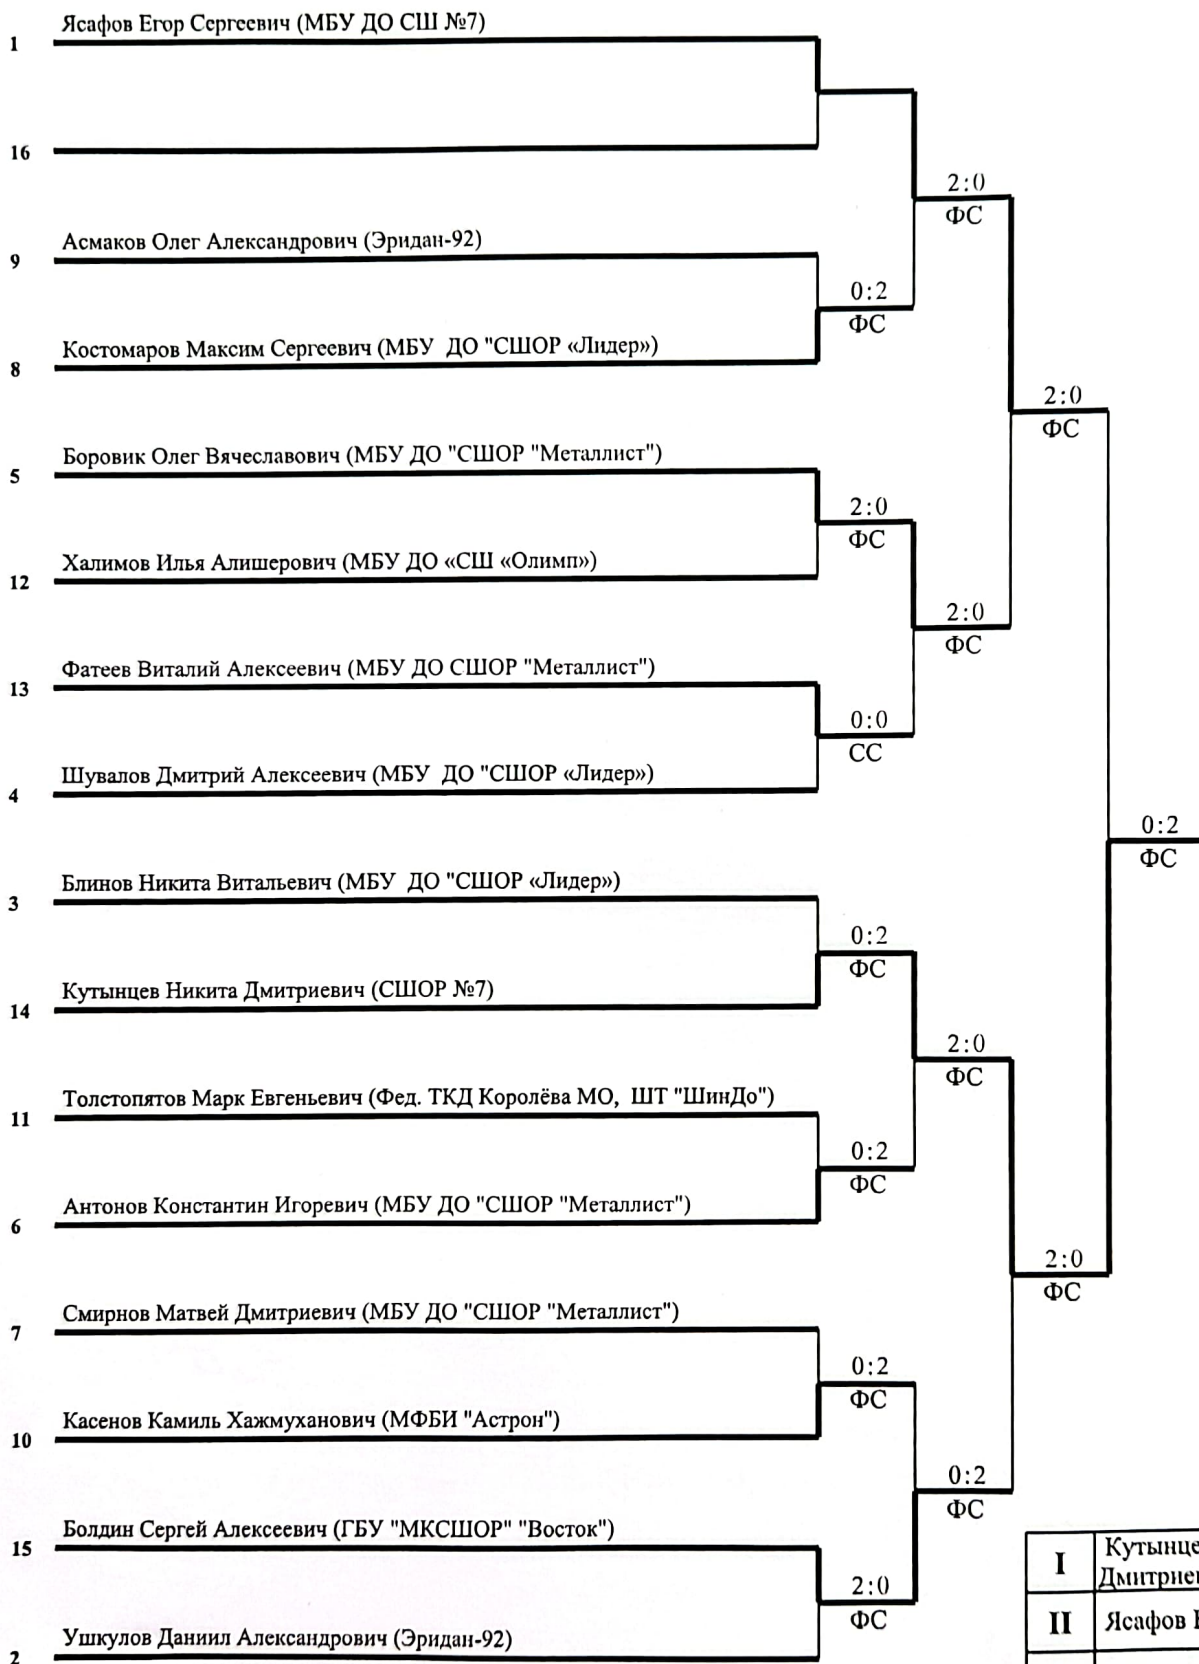 Ясафов Егор Сергеевич (МБУ ДО СШ №7)
1
16
2:0
ФС
Асмаков Олег Александрович (Эридан-92)
9
0:2
ФС
Костомаров Максим Сергеевич (МБУ ДО "СШОР «Лидер»)
8
2:0
ФС
Боровик Олег Вячеславович (МБУ ДО "СШОР "Металлист")
5
2:0
ФС
Халимов Илья Алишерович (МБУ ДО «СШ «Олимп»)
12
2:0
ФС
Фатеев Виталий Алексеевич (МБУ ДО СШОР "Металлист")
13
0:0
СС
Шувалов Дмитрий Алексеевич (МБУ ДО "СШОР «Лидер»)
4
0:2
ФС
Блинов Никита Витальевич (МБУ ДО "СШОР «Лидер»)
3
0:2
ФС
Кутынцев Никита Дмитриевич (СШОР №7)
14
2:0
ФС
Толстопятов Марк Евгеньевич (Фед. ТКД Королёва МО, ШТ "ШинДо")
11
0:2
ФС
Антонов Константин Игоревич (МБУ ДО "СШОР "Металлист")
6
2:0
ФС
Смирнов Матвей Дмитриевич (МБУ ДО "СШОР "Металлист")
7
0:2
ФС
Касенов Камиль Хажмуханович (МФБИ "Астрон")
10
0:2
ФС
Болдин Сергей Алексеевич (ГБУ "МКСШОР" "Восток")
15
2:0
ФС
Ушкулов Даниил Александрович (Эридан-92)
2
I
Кутынце
Дмитрие
II
Ясафов